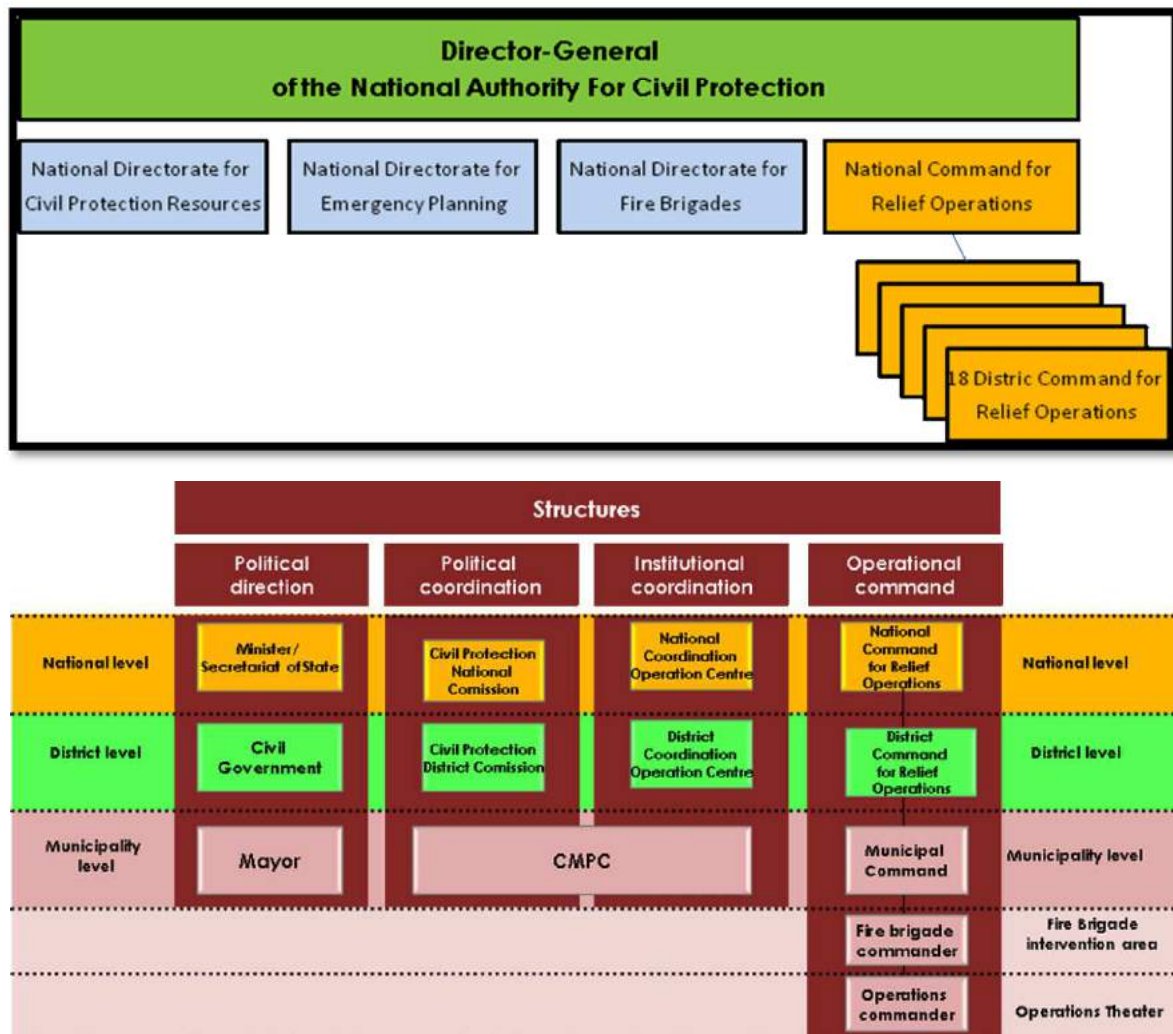 Director-General
of the National Authority For Civil Protection
National Directorate for
Civil Protection Resources
National Directorate for
Emergency Planning
National Directorate for
Fire Brigades
National Command for
Relief Operations
18 Distric Command for
Relief Operations
Structures
Political
direction
Political
coordination
Institutional
coordination
Operational
command
National level
Minister/
Secretariat of State
Civil Protection
National
Comission
National
Coordination
Operation Centre
National
Command
for Relief
Operations
National level
District level
Civil
Government
Civil Protection
District Comission
District
Coordination
Operation Centre
District
Command
for Relief
Operations
District level
Municipality
level
Mayor
CMPC
Municipal
Command
Municipality level
Fire brigade
commander
Fire Brigade
intervention area
Operations
commander
Operations Theater